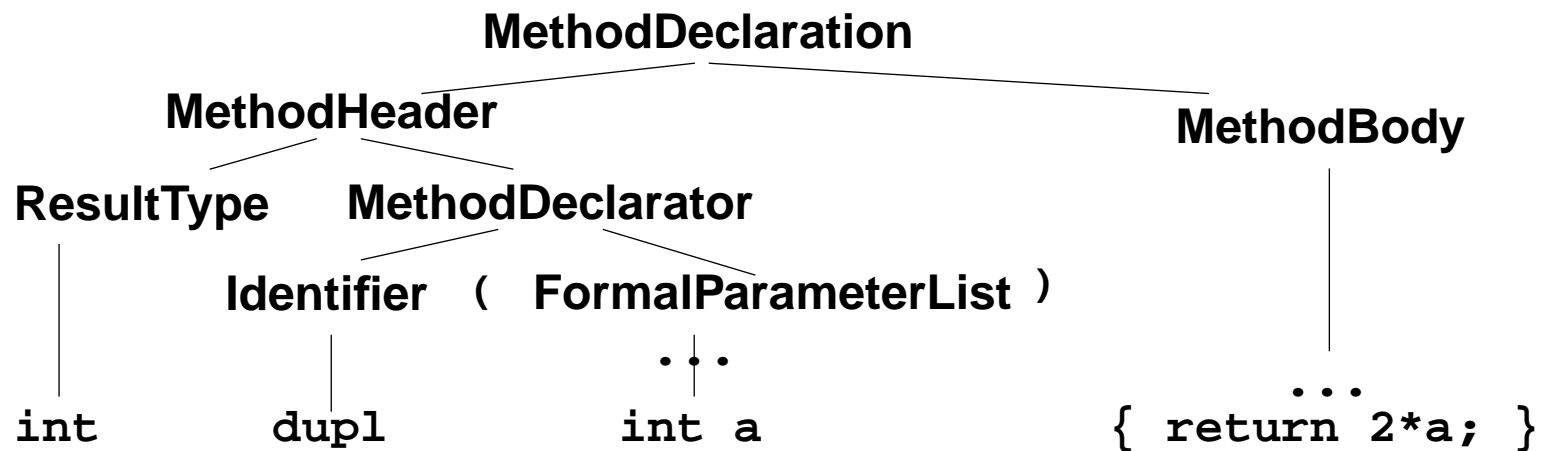 MethodDeclaration
MethodHeader MethodBody
ResultType MethodDeclarator
Identifier ( FormalParameterList )
... ...
int dupl int a { return 2*a; }